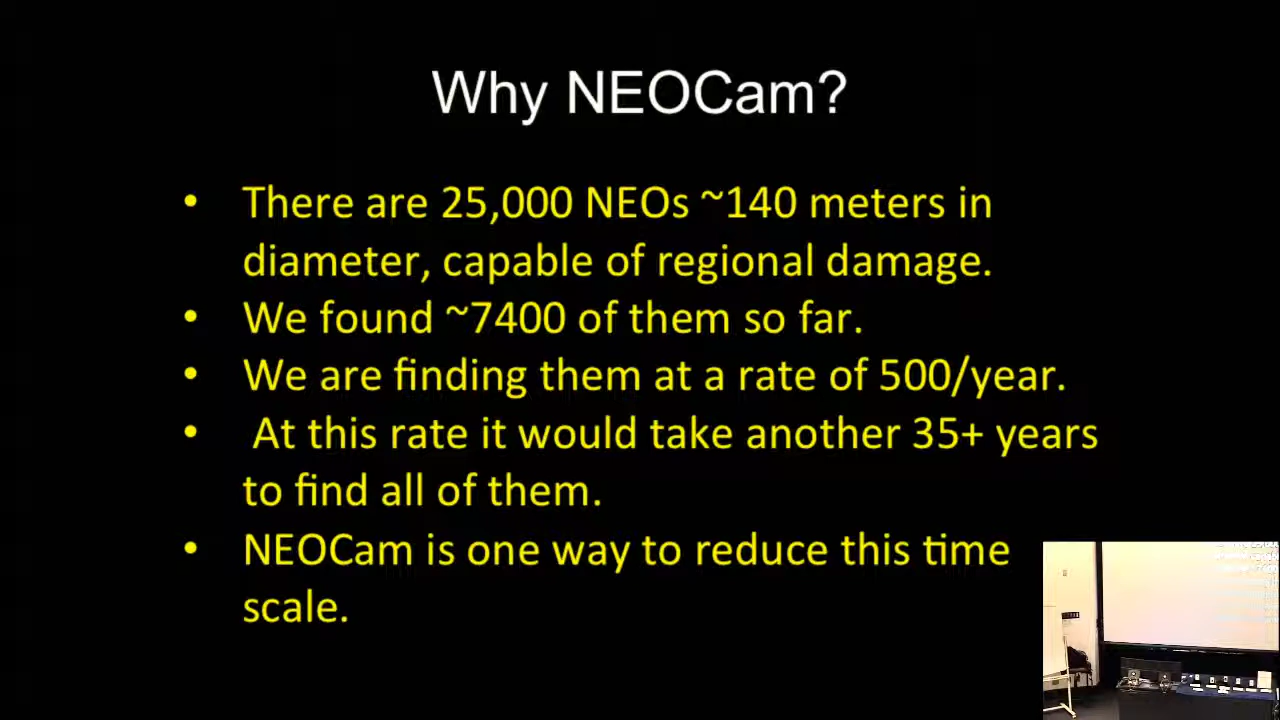 Why NEOCam?
• There are 25,000 NEOs ~140 meters in
diameter, capable of regional damage.
• We found ~7400 of them so far.
• We are finding them at a rate of 500/year.
• At this rate it would take another 35+ years
to find all of them.
• NEOCam is one way to reduce this time
scale.